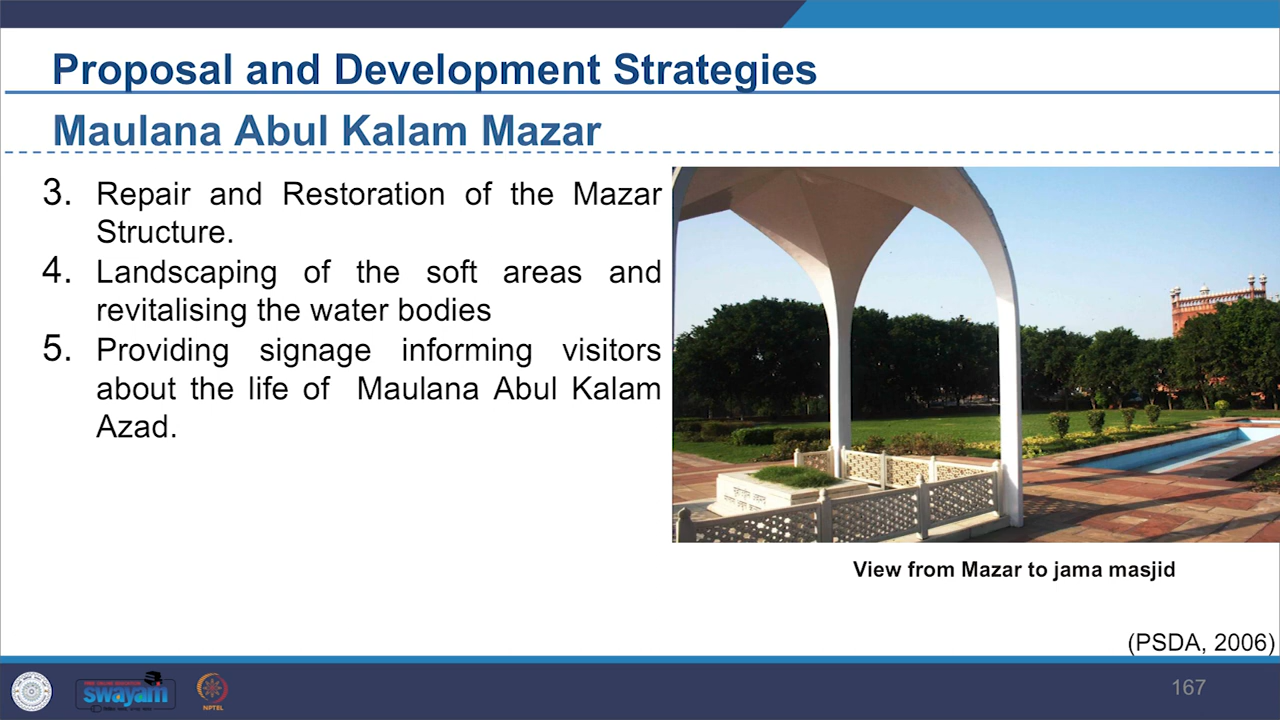 Proposal and Development Strategies
Maulana Abul Kalam Mazar
3. Repair and Restoration of the Mazar
Structure.
4. Landscaping of the soft areas and
revitalising the water bodies
5. Providing signage informing visitors
about the life of Maulana Abul Kalam
Azad.
View from Mazar to jama masjid
(PSDA, 2006)
swayam
NPTEL
167